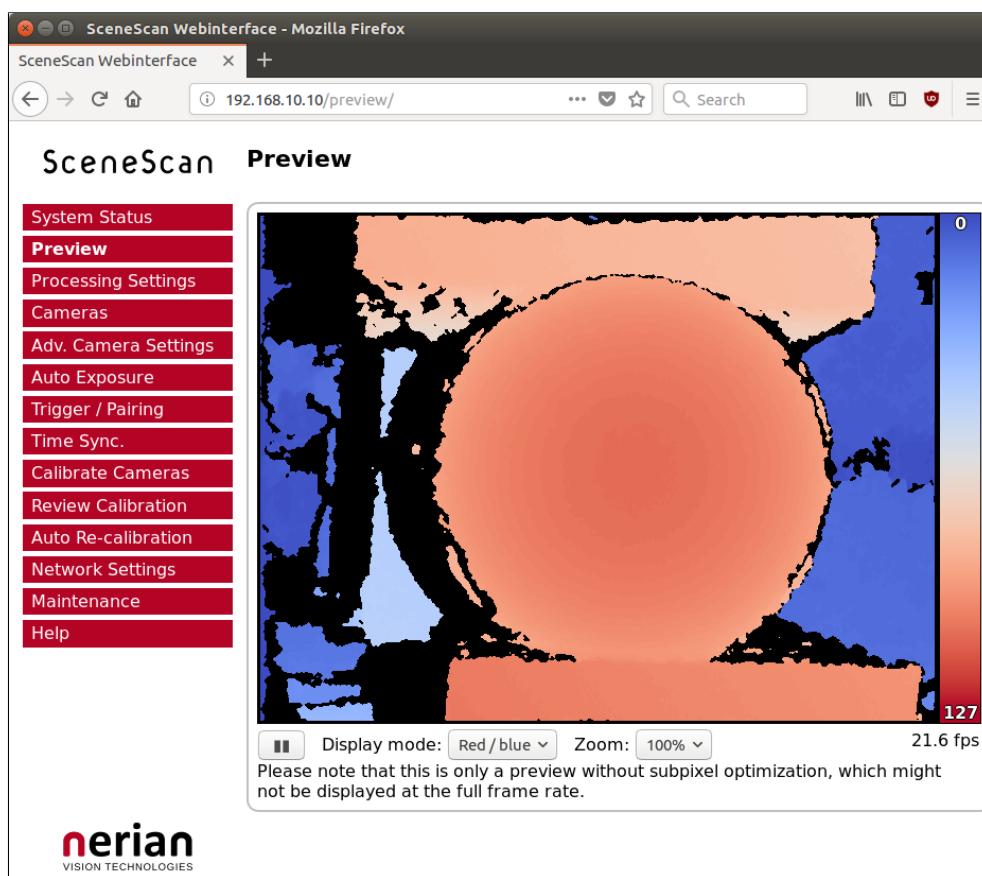 SceneScan Webinterface - Mozilla Firefox
SceneScan Webinterface
192.168.10.10/preview/
Search
SceneScan
Preview
System Status
Preview
Processing Settings
Cameras
Adv. Camera Settings
Auto Exposure
Trigger / Pairing
Time Sync.
Calibrate Cameras
Review Calibration
Auto Re-calibration
Network Settings
Maintenance
Help
0
127
Display mode: Red / blue Zoom: 100%
21.6 fps
Please note that this is only a preview without subpixel optimization, which might
not be displayed at the full frame rate.
nerian
VISION TECHNOLOGIES